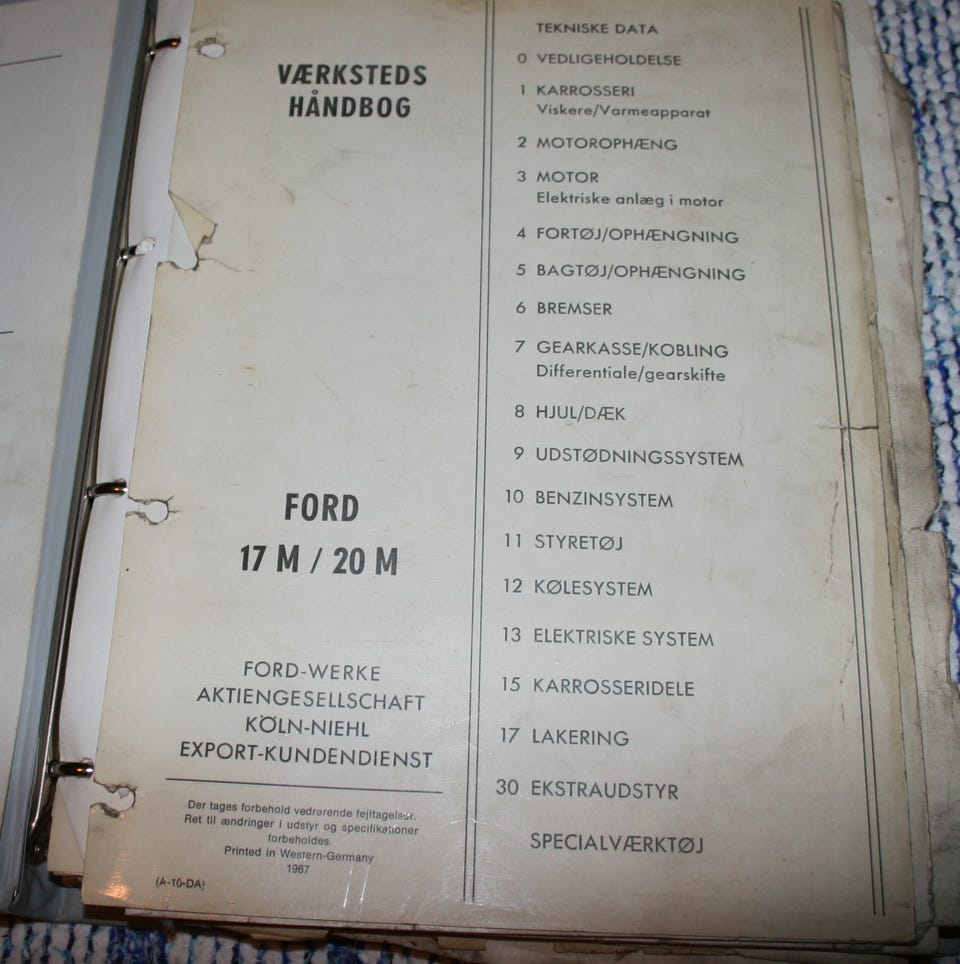 VÆRKSTEDS
HÅNDBOG
FORD
17 M / 20 M
FORD-WERKE
AKTIENGESELLSCHAFT
KÖLN-NIEHL
EXPORT-KUNDENDIENST
Der tages forbehold vedrørende fejltagelser.
Ret til ændringer i udstyr og specifikationer
forbeholdes.
Printed in Western-Germany
1967
(A-10-DA)
TEKNISKE DATA
0 VEDLIGEHOLDELSE
1 KARROSSERI
Viskere/Varmeapparat
2 MOTOROPHÆNG
3 MOTOR
Elektriske anlæg i motor
4 FORTØJ/OPHÆNGNING
5 BAGTØJ/OPHÆNGNING
6 BREMSER
7 GEARKASSE/KOBLING
Differentiale/gearskifte
8 HJUL/DÆK
9 UDSTØDNINGSSYSTEM
10 BENZINSYSTEM
11 STYRETØJ
12 KØLESYSTEM
13 ELEKTRISKE SYSTEM
15 KARROSSERIDELE
17 LAKERING
30 EKSTRAUDSTYR
SPECIALVÆRKTØJ